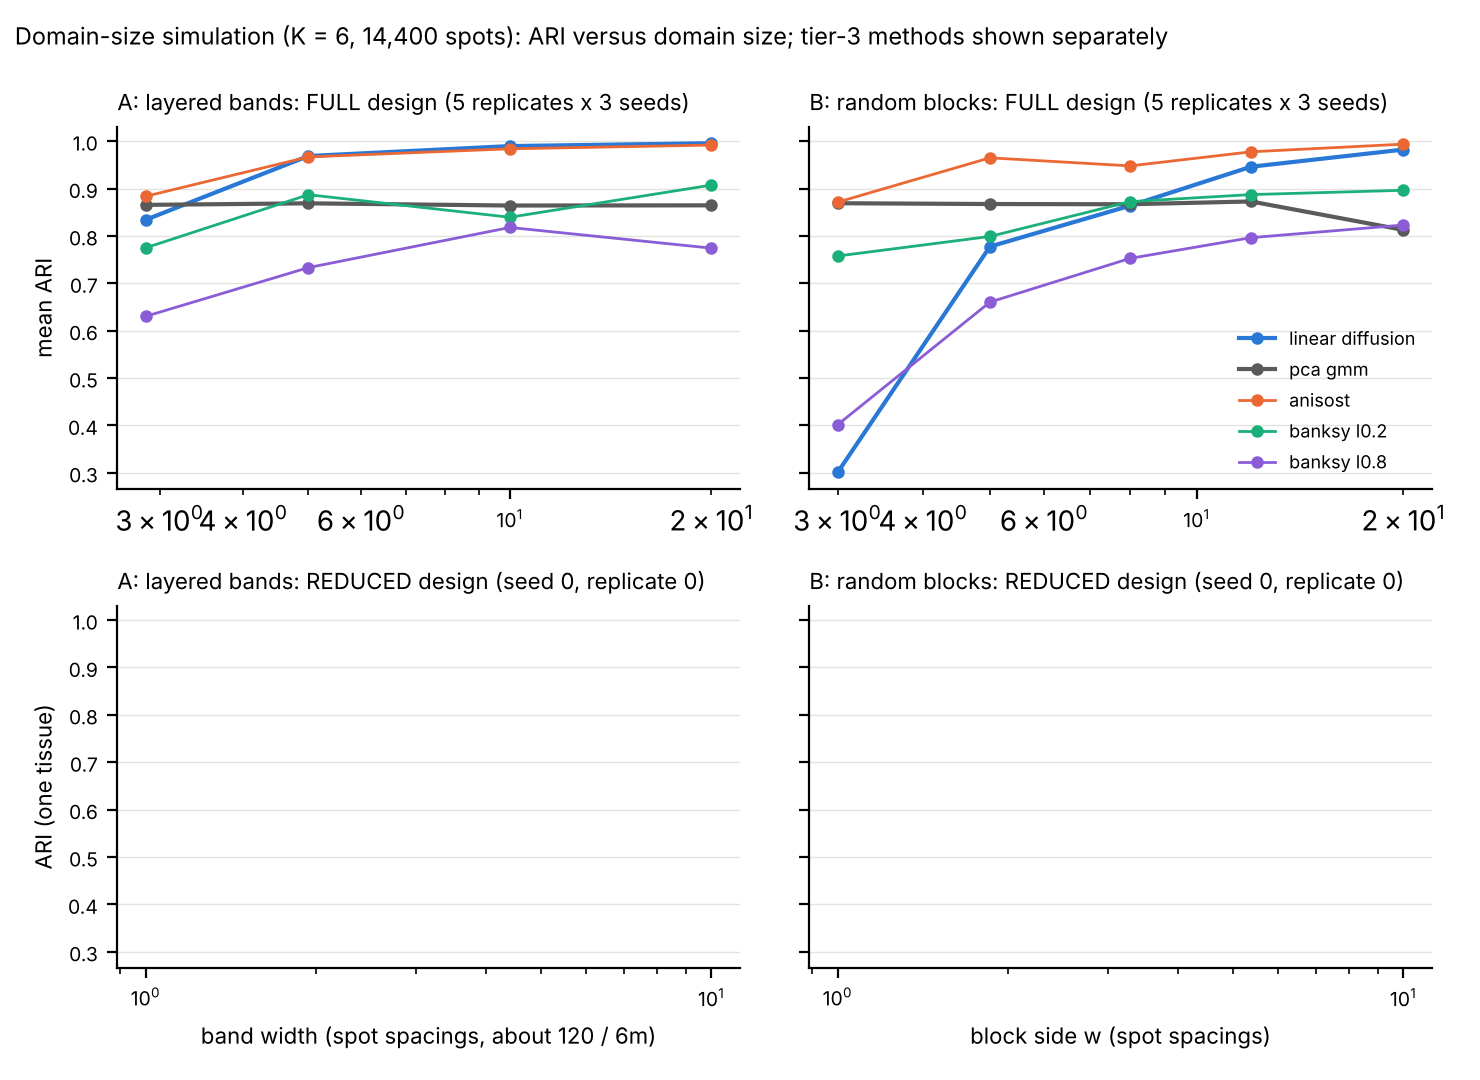 Domain-size simulation (K = 6, 14,400 spots): ARI versus domain size; tier-3 methods shown separately
A: layered bands: FULL design (5 replicates x 3 seeds)
mean ARI
1.0
0.9
0.8
0.7
0.6
0.5
0.4
0.3
3 × 10⁰
4 × 10⁰
6 × 10⁰
10¹
2 × 10¹
B: random blocks: FULL design (5 replicates x 3 seeds)
linear diffusion
pca gmm
anisost
banksy l0.2
banksy l0.8
3 × 10⁰
4 × 10⁰
6 × 10⁰
10¹
2 × 10¹
A: layered bands: REDUCED design (seed 0, replicate 0)
ARI (one tissue)
1.0
0.9
0.8
0.7
0.6
0.5
0.4
0.3
10⁰
10¹
band width (spot spacings, about 120 / 6m)
B: random blocks: REDUCED design (seed 0, replicate 0)
10⁰
10¹
block side w (spot spacings)